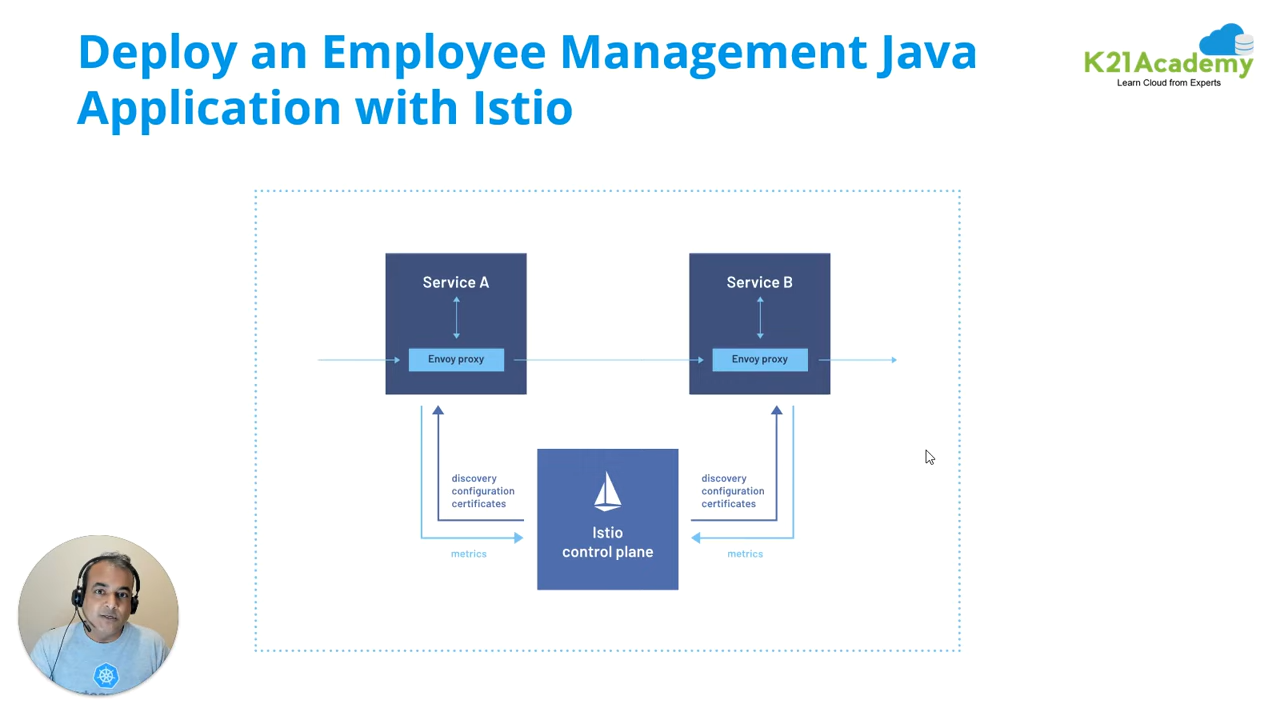 Deploy an Employee Management Java
Application with Istio
K21Academy
Learn Cloud from Experts
Service A
Service B
Envoy proxy
Envoy proxy
discovery
configuration
certificates
discovery
configuration
certificates
Istio
control plane
metrics
metrics